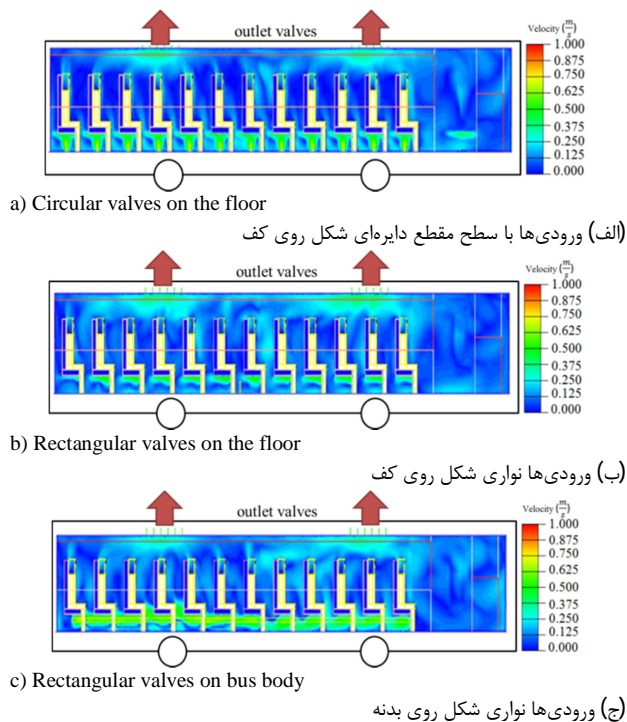 outlet valves
Velocity (m/s)
1.000
0.875
0.750
0.625
0.500
0.375
0.250
0.125
0.000
a) Circular valves on the floor
(الف) ورودی‌ها با سطح مقطع دایره‌ای شکل روی کف
outlet valves
Velocity (m/s)
1.000
0.875
0.750
0.625
0.500
0.375
0.250
0.125
0.000
b) Rectangular valves on the floor
(ب) ورودی‌ها نواری شکل روی کف
outlet valves
Velocity (m/s)
1.000
0.875
0.750
0.625
0.500
0.375
0.250
0.125
0.000
c) Rectangular valves on bus body
(ج) ورودی‌ها نواری شکل روی بدنه